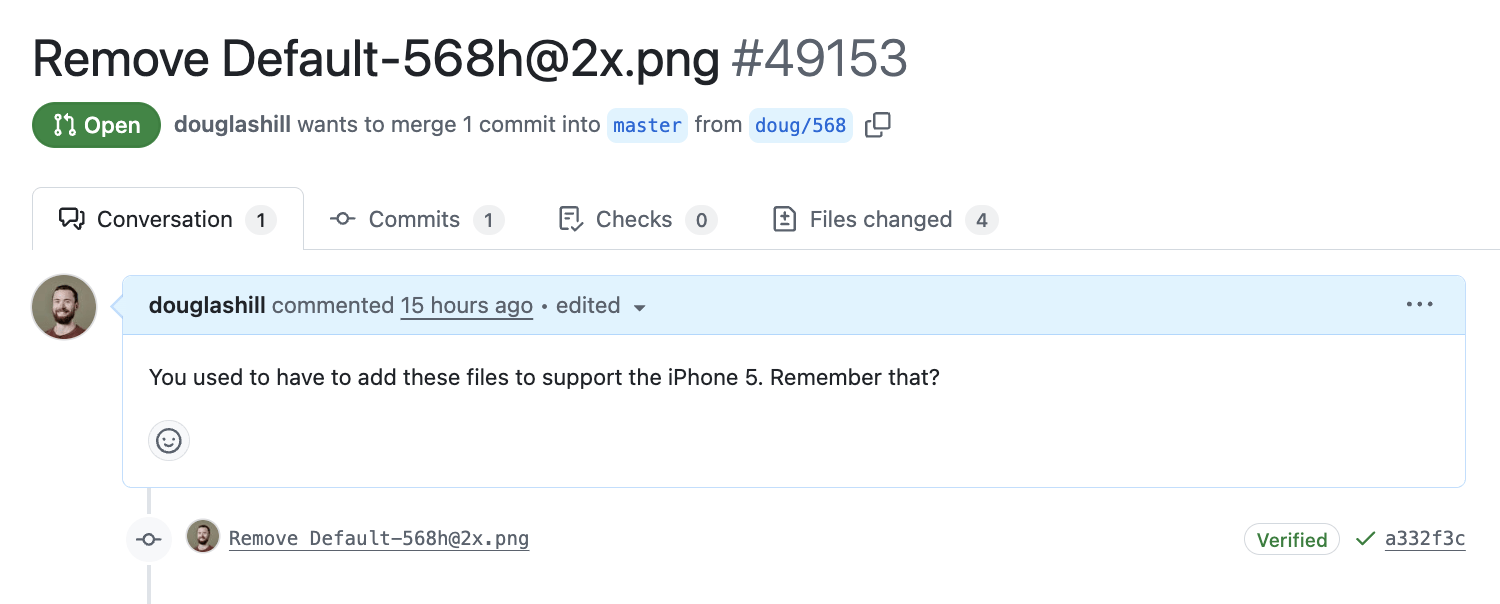 Remove Default-568h@2x.png #49153
Open douglashill wants to merge 1 commit into master from doug/568
Conversation 1 Commits 1 Checks 0 Files changed 4
douglashill commented 15 hours ago • edited
You used to have to add these files to support the iPhone 5. Remember that?
Remove Default-568h@2x.png Verified a332f3c